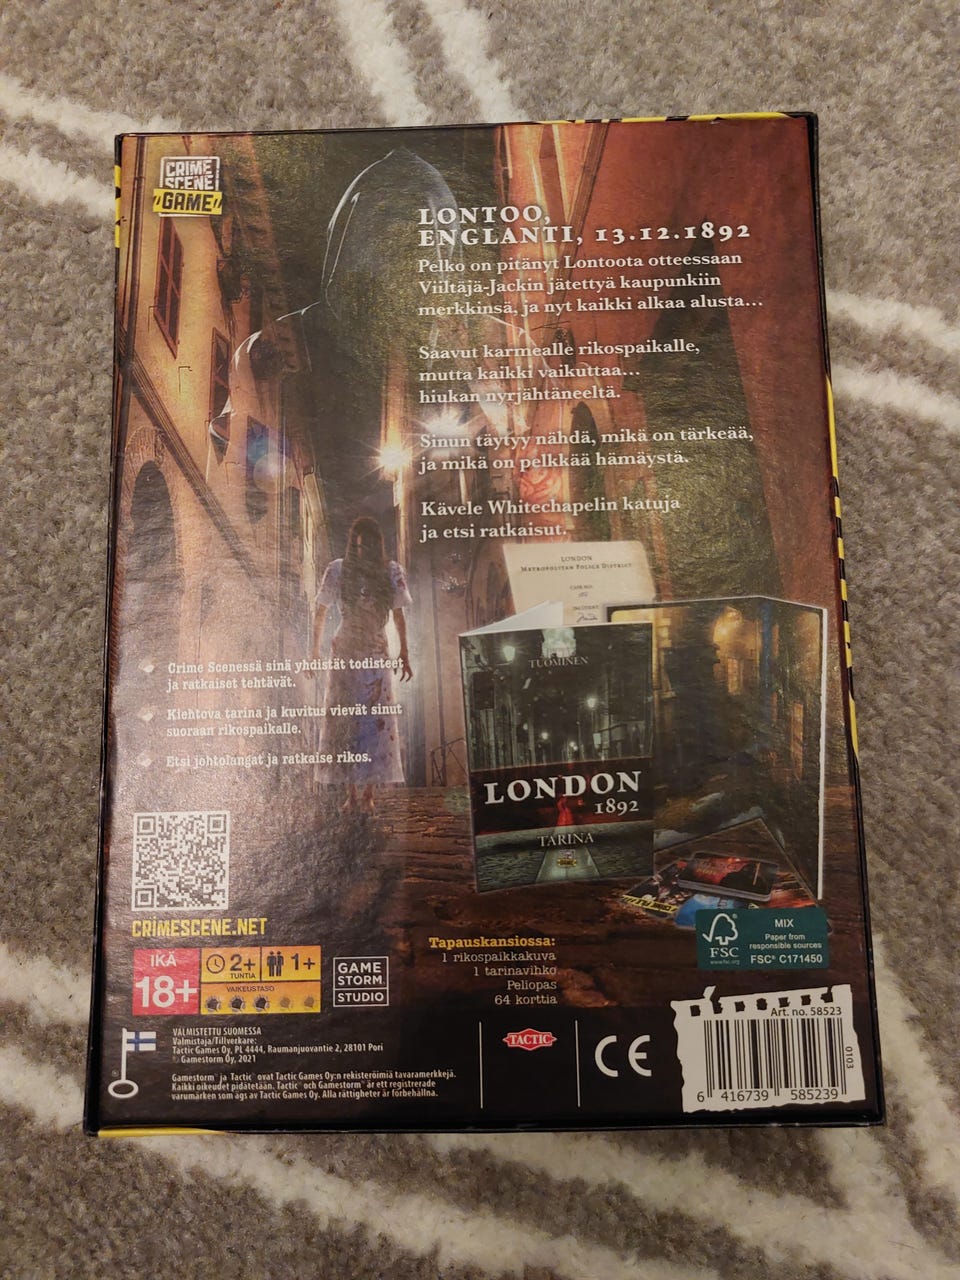 CRIME
SCENE
GAME
LONTOO,
ENGLANTI, 13.12.1892
Pelko on pitänyt Lontoota otteessaan
Viiltäjä-Jackin jätettyä kaupunkiin
merkkinsä, ja nyt kaikki alkaa alusta...
Saavut karmealle rikospaikalle,
mutta kaikki vaikuttaa...
hiukan nyrjähtäneeltä.
Sinun täytyy nähdä, mikä on tärkeää,
ja mikä on pelkkää hämäystä.
Kävele Whitechapelin katuja
ja etsi ratkaisut.
LONDON
METROPOLITAN POLICE DISTRICT
TUOMINEN
LONDON
1892
TARINA
Crime Scenessä sinä yhdistät todisteet
ja ratkaiset tehtävät.
Kiehtova tarina ja kuvitus vievät sinut
suoraan rikospaikalle.
Etsi johtolangat ja ratkaise rikos.
CRIMESCENE.NET
IKÄ
18+
2+
TUNTIA
1+
VAIKEUSTASO
GAME
STORM
STUDIO
Tapauskansiossa:
1 rikospaikkakuva
1 tarinavihko
Peliopas
64 korttia
FSC
www.fsc.org
MIX
Paper from
responsible sources
FSC® C171450
VALMISTETTU SUOMESSA
Valmistaja/Tillverkare:
Tactic Games Oy, PL 4444, Raumanjuovantie 2, 28101 Pori
© Gamestorm Oy, 2021
Gamestorm™ ja Tactic™ ovat Tactic Games Oy:n rekisteröimiä tavaramerkkejä.
Kaikki oikeudet pidätetään. Tactic™ och Gamestorm™ är ett registrerade
varumärken som ägs av Tactic Games Oy. Alla rättigheter är förbehållna.
TACTIC
CE
Art. no. 58523
0103
6 416739 585239